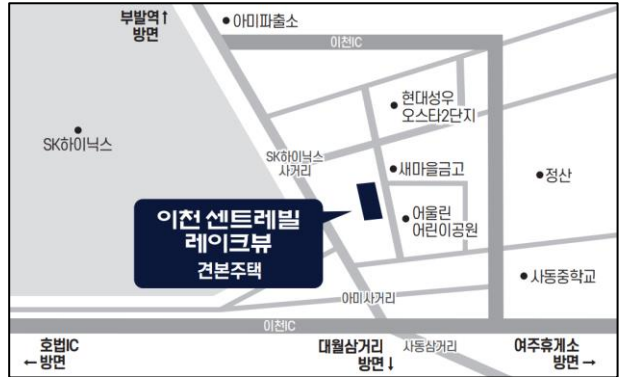 부발역↑
방면
아미파출소
이천IC
현대성우
오스타2단지
SK하이닉스
SK하이닉스
사거리
새마을금고
정산
이천 센트레빌
레이크뷰
견본주택
어울린
어린이공원
사동중학교
아미사거리
이천IC
호법IC
←방면
대월삼거리
방면↓
사동삼거리
여주휴게소
방면→